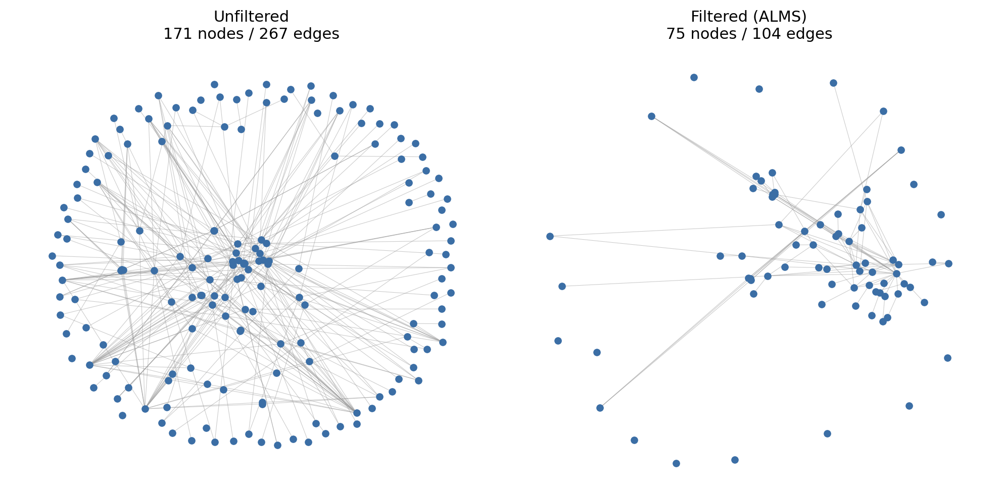 Unfiltered
171 nodes / 267 edges
Filtered (ALMS)
75 nodes / 104 edges